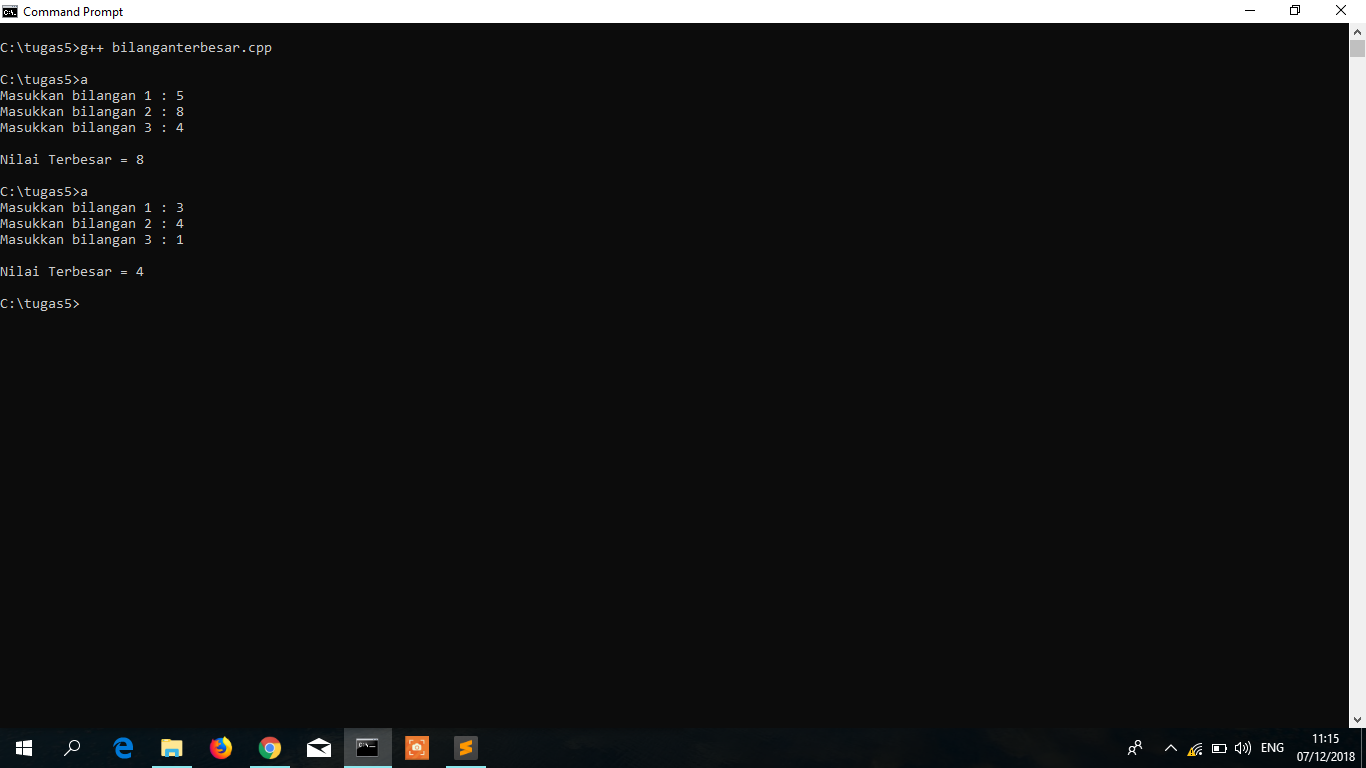 Command Prompt
C:\tugas5>g++ bilanganterbesar.cpp
C:\tugas5>a
Masukkan bilangan 1 : 5
Masukkan bilangan 2 : 8
Masukkan bilangan 3 : 4
Nilai Terbesar = 8
C:\tugas5>a
Masukkan bilangan 1 : 3
Masukkan bilangan 2 : 4
Masukkan bilangan 3 : 1
Nilai Terbesar = 4
C:\tugas5>
ENG
11:15
07/12/2018